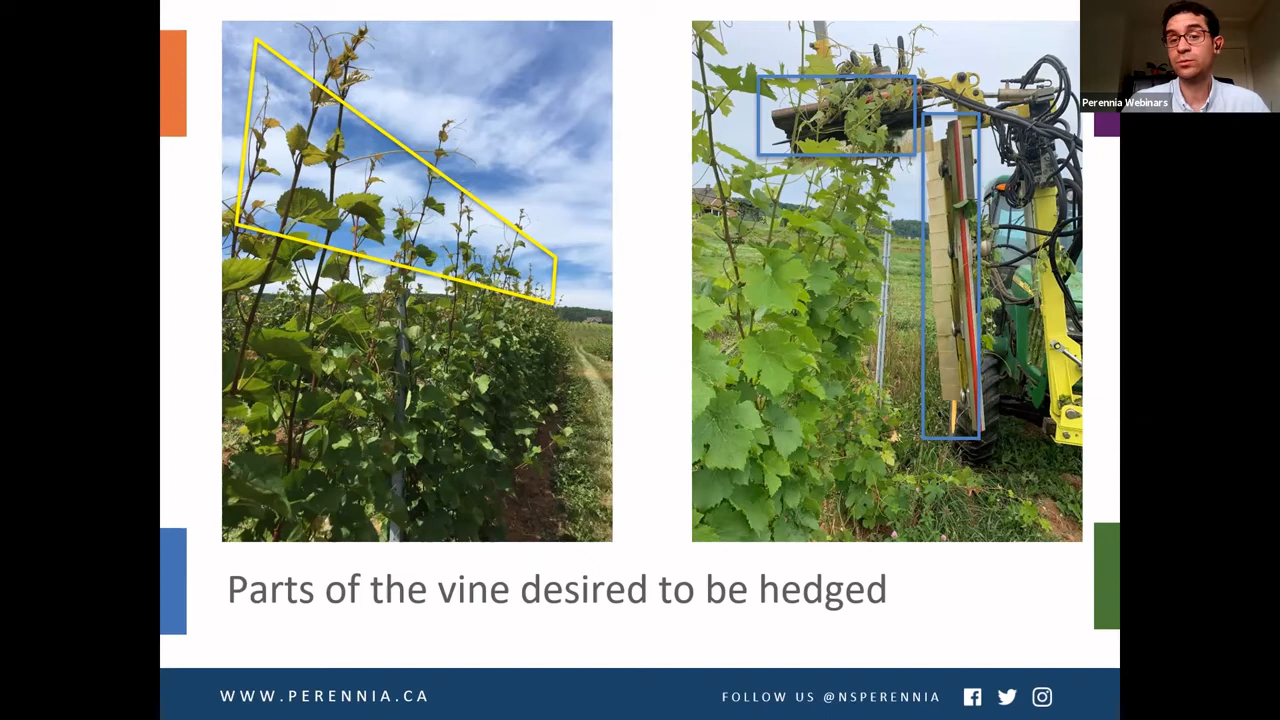 Perennia Webinars
Parts of the vine desired to be hedged
WWW.PERENNIA.CA
FOLLOW US @NSPERENNIA